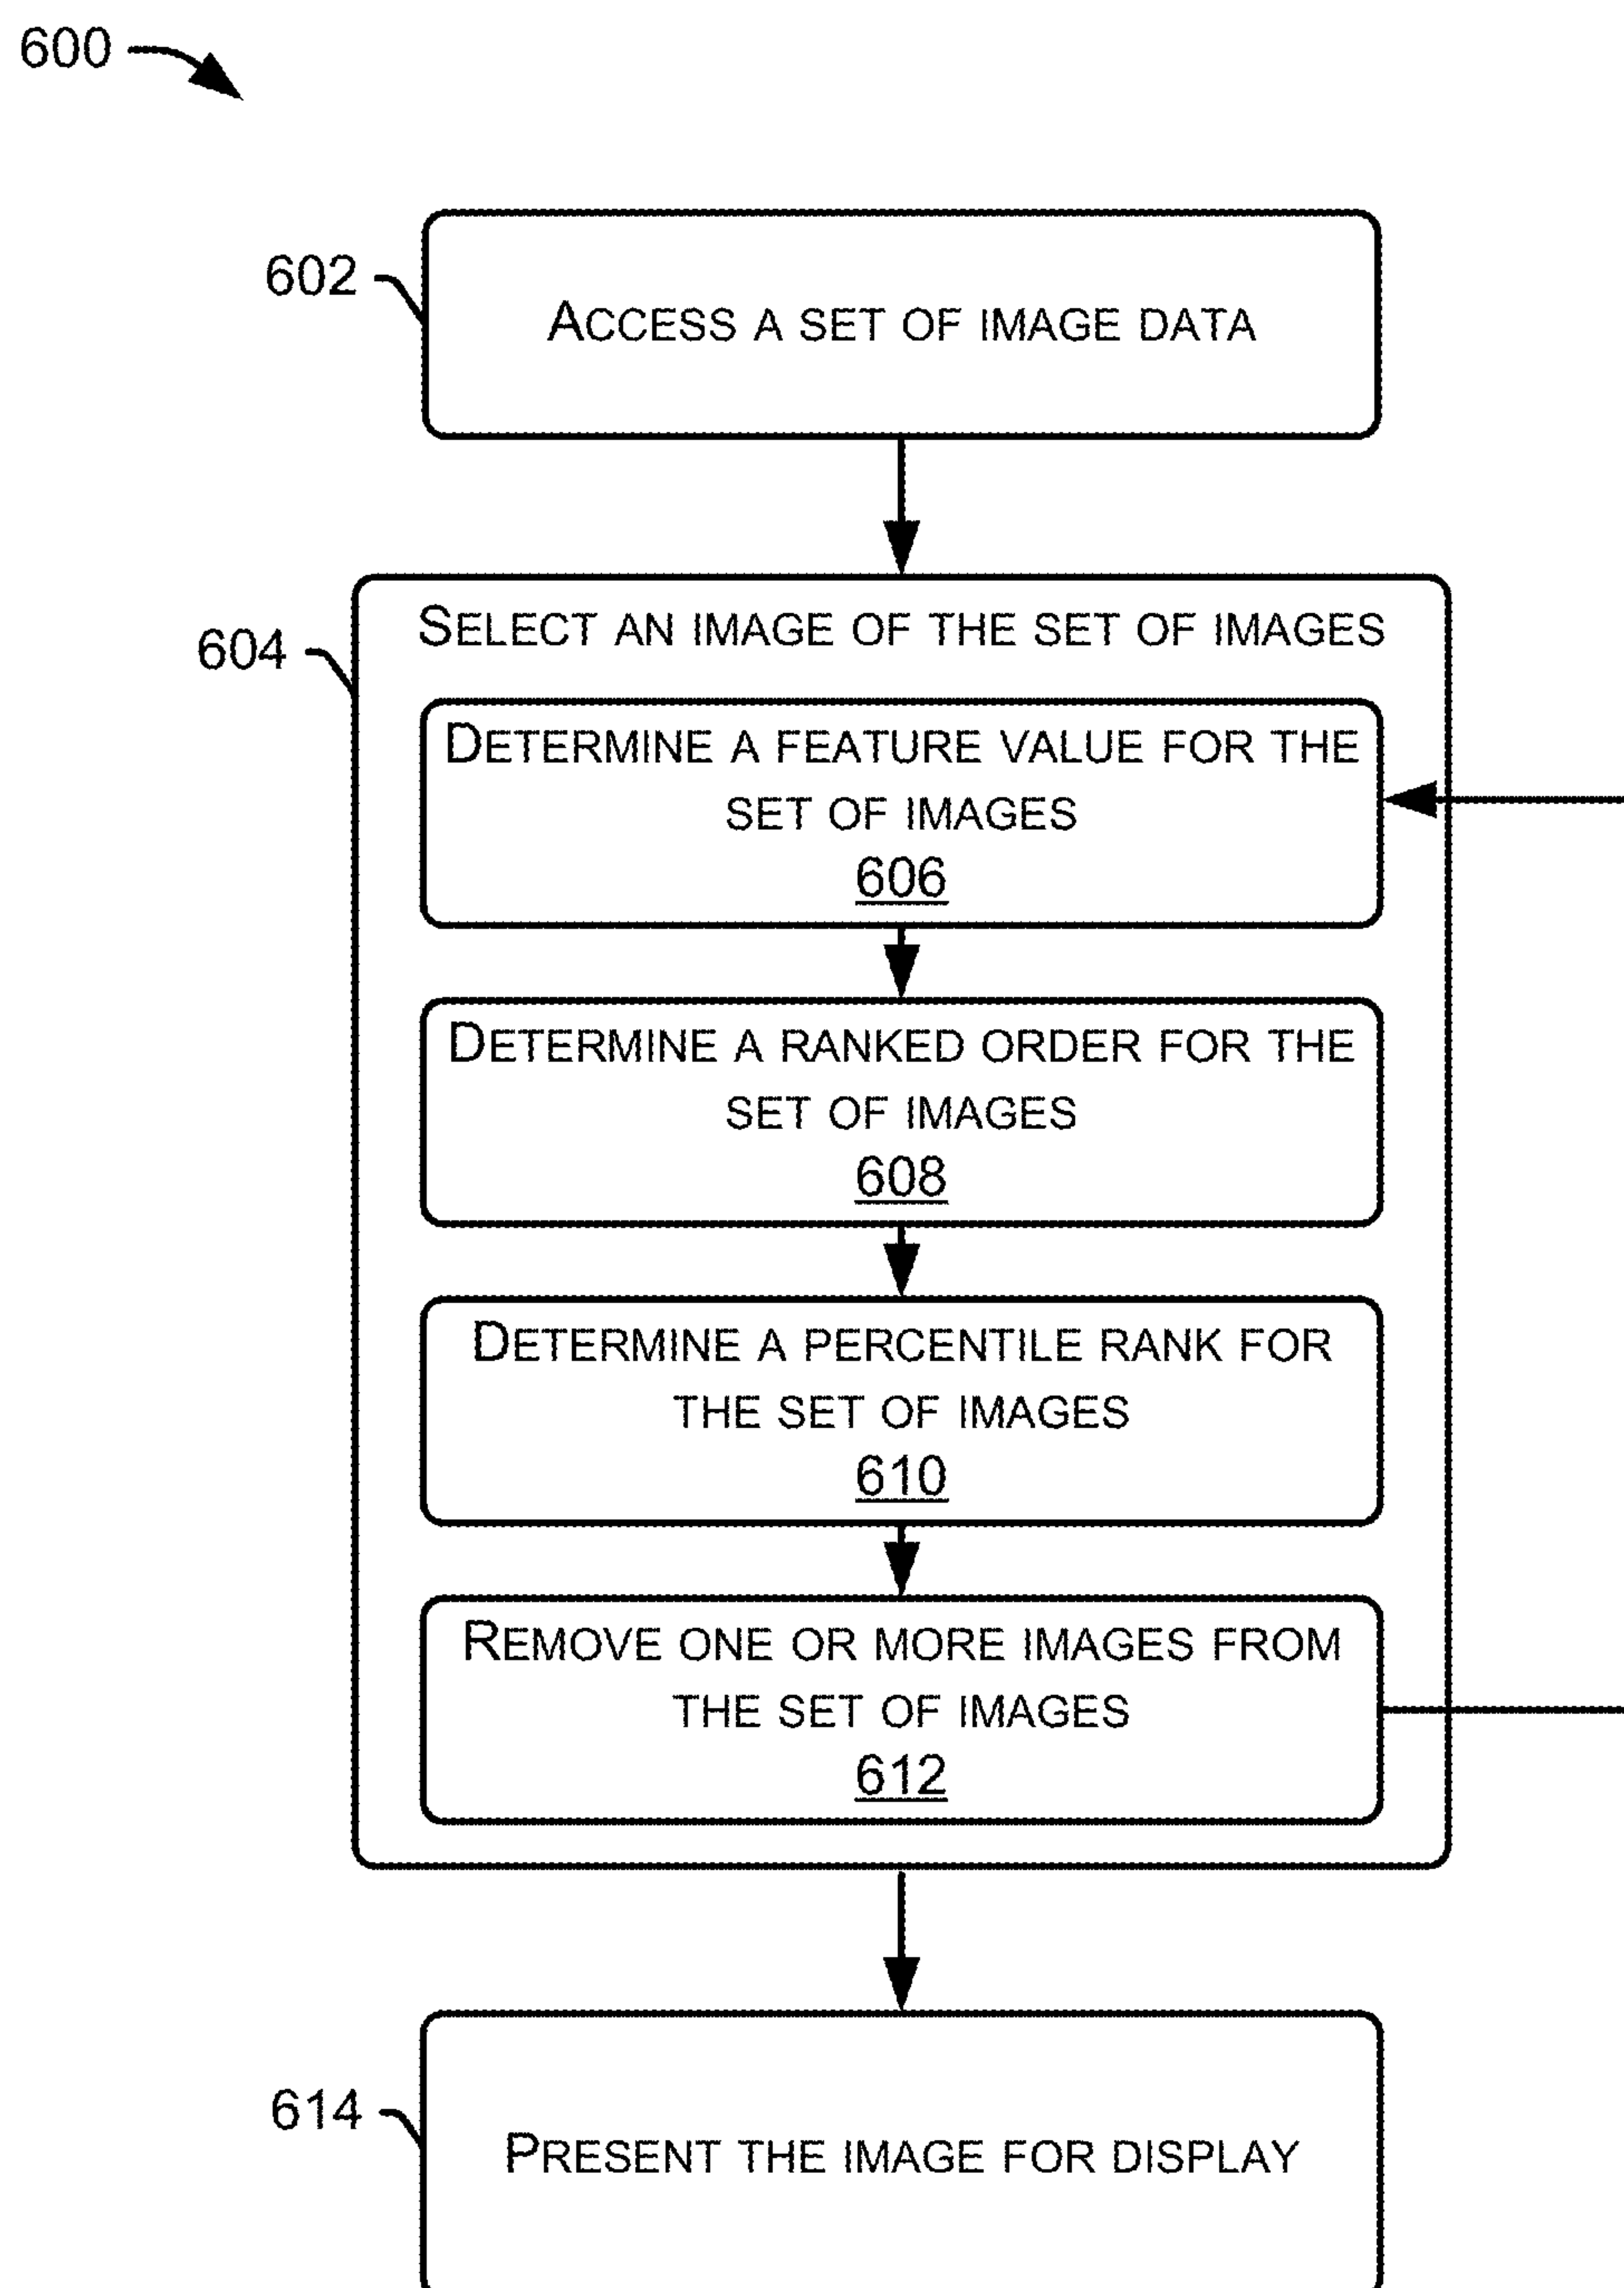 600
602
ACCESS A SET OF IMAGE DATA
604
SELECT AN IMAGE OF THE SET OF IMAGES
DETERMINE A FEATURE VALUE FOR THE
SET OF IMAGES
606
DETERMINE A RANKED ORDER FOR THE
SET OF IMAGES
608
DETERMINE A PERCENTILE RANK FOR
THE SET OF IMAGES
610
REMOVE ONE OR MORE IMAGES FROM
THE SET OF IMAGES
612
614
PRESENT THE IMAGE FOR DISPLAY